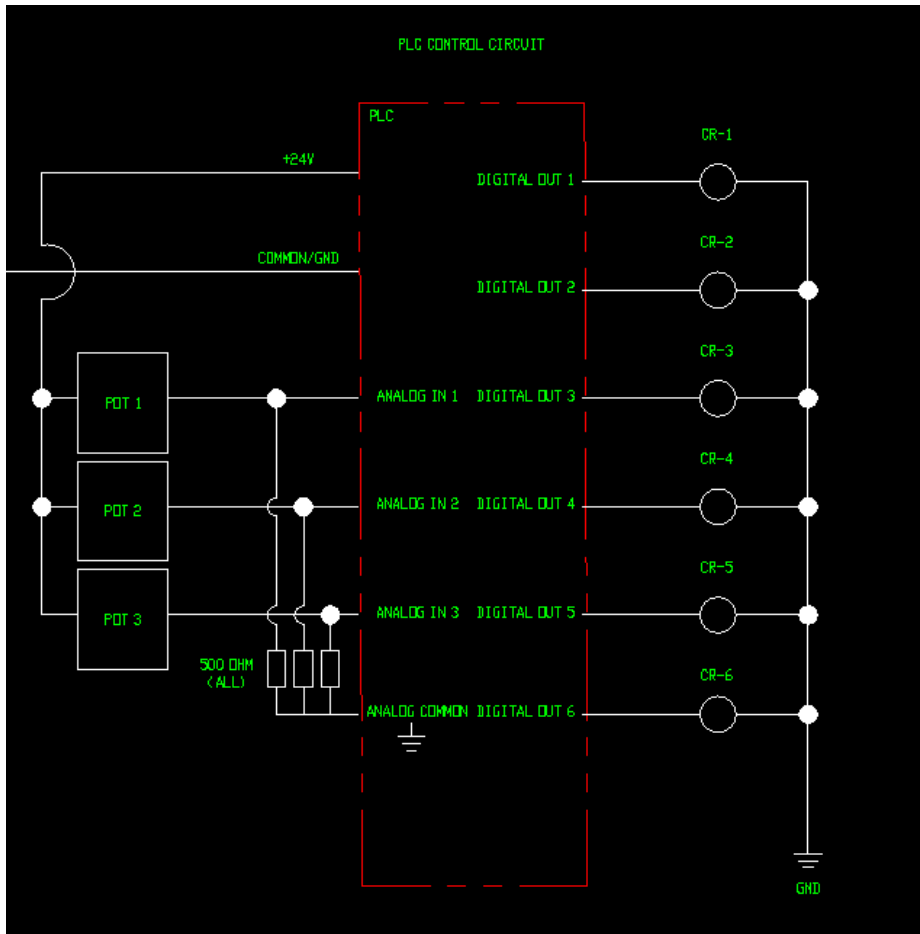 PLC CONTROL CIRCUIT
PLC
CR-1
+24V
DIGITAL OUT 1
CR-2
COMMON/GND
DIGITAL OUT 2
CR-3
POT 1
ANALOG IN 1 DIGITAL OUT 3
CR-4
POT 2
ANALOG IN 2 DIGITAL OUT 4
CR-5
POT 3
ANALOG IN 3 DIGITAL OUT 5
500 OHM
(ALL)
CR-6
ANALOG COMMON DIGITAL OUT 6
GND